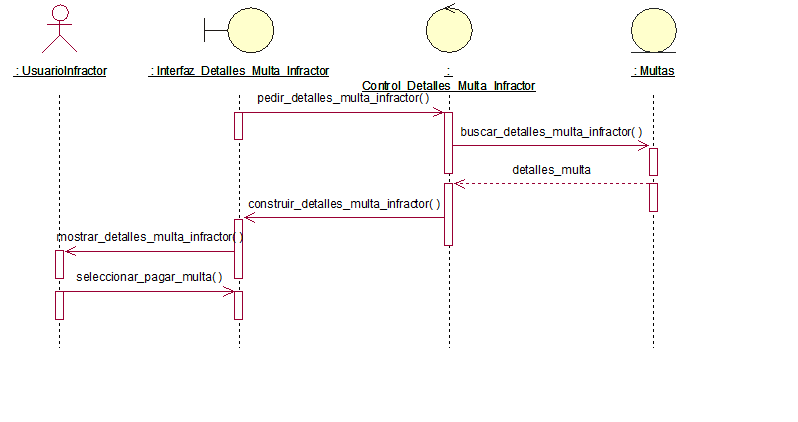 : UsuarioInfractor
: Interfaz_Detalles_Multa_Infractor
:
Control_Detalles_Multa_Infractor
: Multas
pedir_detalles_multa_infractor( )
buscar_detalles_multa_infractor( )
detalles_multa
construir_detalles_multa_infractor( )
mostrar_detalles_multa_infractor( )
seleccionar_pagar_multa( )